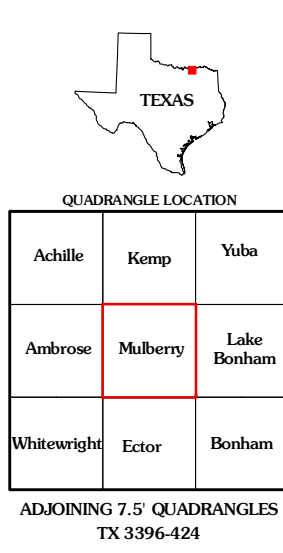 TEXAS
QUADRANGLE LOCATION
Achille Kemp Yuba
Ambrose Mulberry Lake
Bonham
Whitewright Ector Bonham
ADJOINING 7.5' QUADRANGLES
TX 3396-424